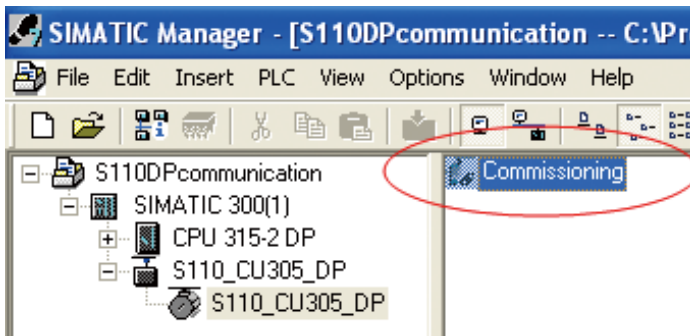 SIMATIC Manager - [S110DPcommunication -- C:\Pr
File Edit Insert PLC View Options Window Help
S110DPcommunication
SIMATIC 300(1)
CPU 315-2 DP
S110_CU305_DP
S110_CU305_DP
Commissioning